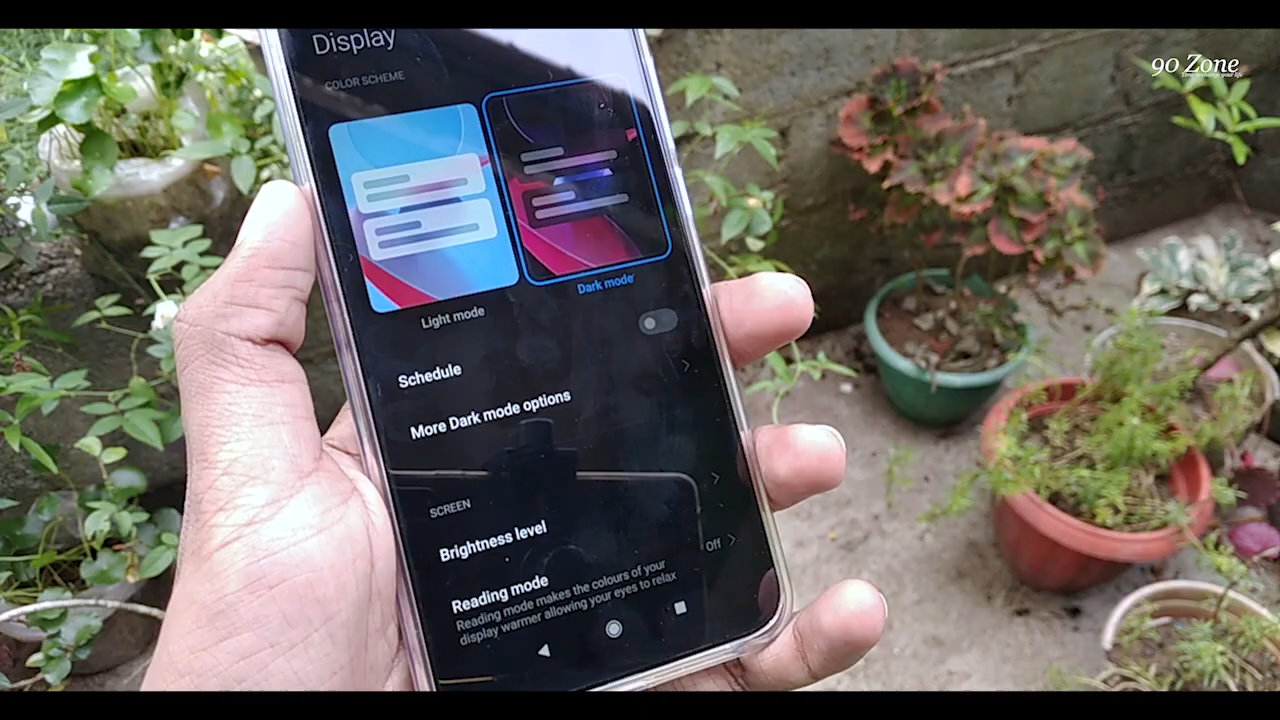 90 Zone
Display
COLOR SCHEME
Light mode
Dark mode
Schedule
More Dark mode options
SCREEN
Brightness level
Reading mode
Off
Reading mode makes the colours of your
display warmer allowing your eyes to relax